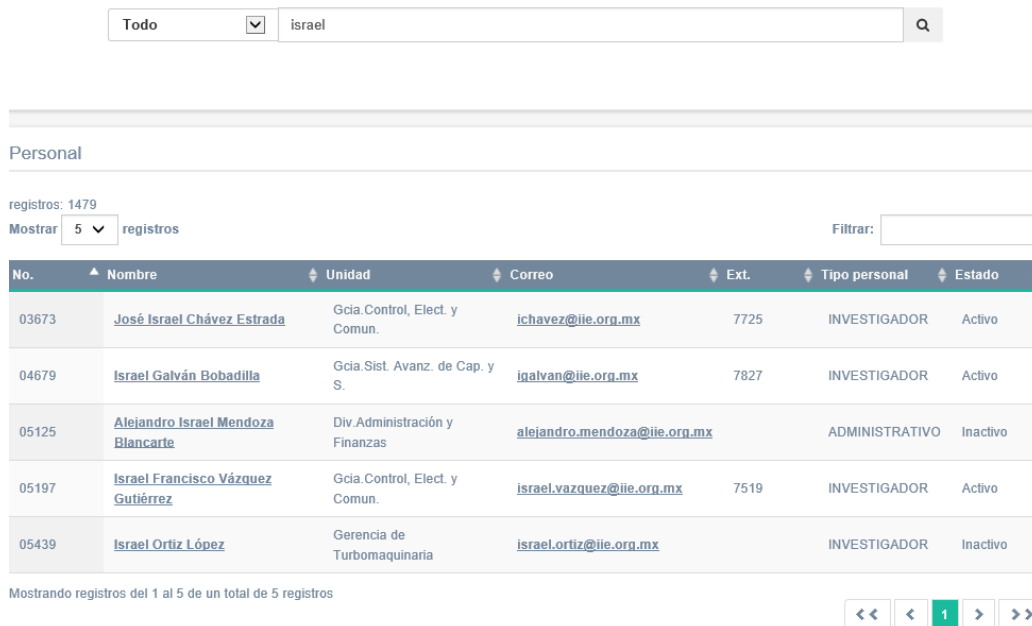 Todo israel
Personal
registros: 1479
Mostrar 5 registros Filtrar:
No. Nombre Unidad Correo Ext. Tipo personal Estado
03673 José Israel Chávez Estrada Gcia.Control, Elect. y Comun. ichavez@iie.org.mx 7725 INVESTIGADOR Activo
04679 Israel Galván Bobadilla Gcia.Sist. Avanz. de Cap. y S. igalvan@iie.org.mx 7827 INVESTIGADOR Activo
05125 Alejandro Israel Mendoza Blancarte Div.Administración y Finanzas alejandro.mendoza@iie.org.mx ADMINISTRATIVO Inactivo
05197 Israel Francisco Vázquez Gutiérrez Gcia.Control, Elect. y Comun. israel.vazquez@iie.org.mx 7519 INVESTIGADOR Activo
05439 Israel Ortiz López Gerencia de Turbomaquinaria israel.ortiz@iie.org.mx INVESTIGADOR Inactivo
Mostrando registros del 1 al 5 de un total de 5 registros
<< < 1 > >>